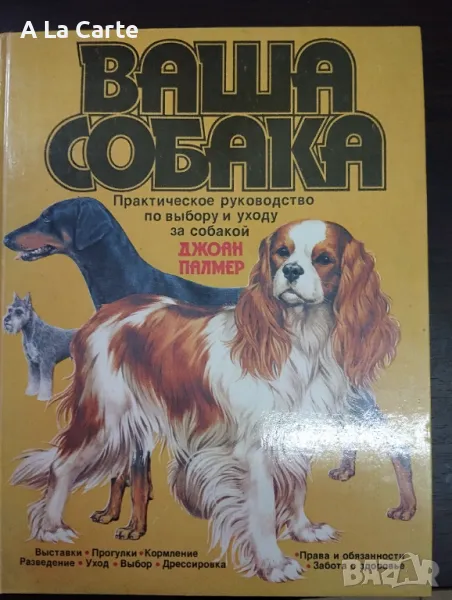 A La Carte
ВАША
СОБАКА
Практическое руководство
по выбору и уходу
за собакой
ДЖОАН
ПАЛМЕР
Выставки • Прогулки • Кормление
Разведение • Уход • Выбор • Дрессировка
• Права и обязанности
• Забота о здоровье
BAZAR